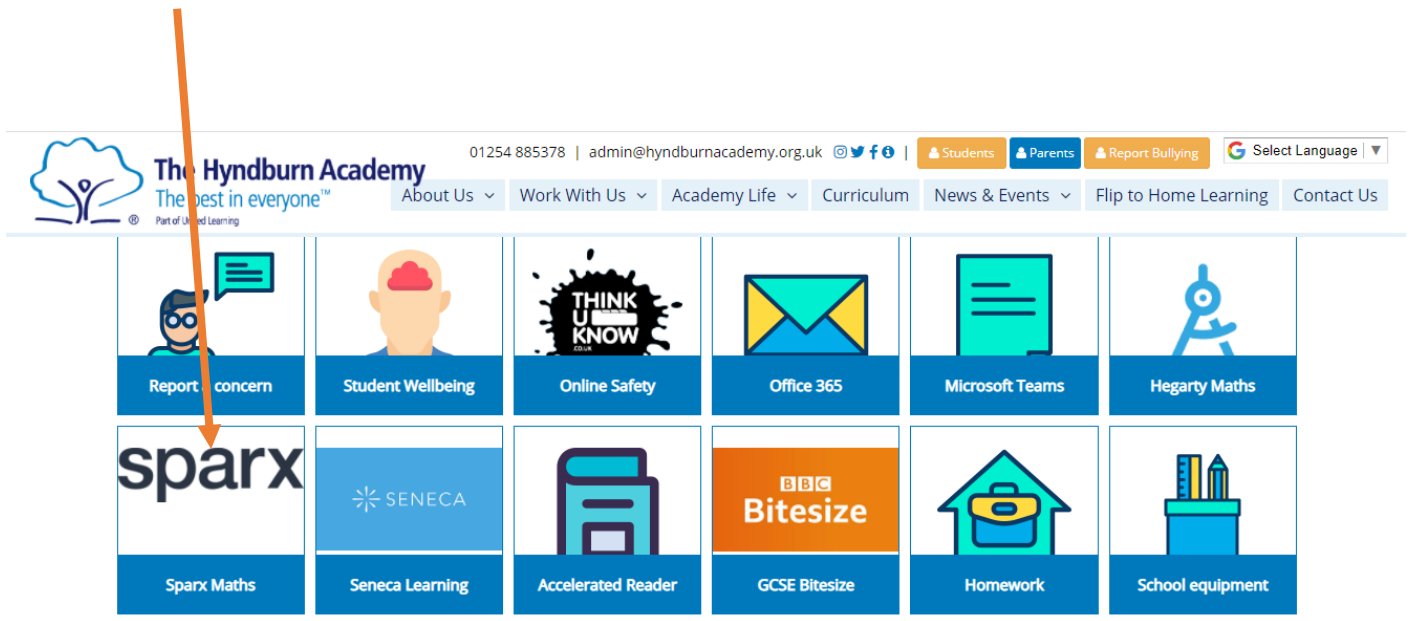 01254 885378 | admin@hyndburnacademy.org.uk | Students Parents Report Bullying Select Language
The Hyndburn Academy
The best in everyone™
Part of United Learning
®
About Us Work With Us Academy Life Curriculum News & Events Flip to Home Learning Contact Us
THINK
U
KNOW
.CO.UK
Report a concern Student Wellbeing Online Safety Office 365 Microsoft Teams Hegarty Maths
sparx
SENECA
BBC
Bitesize
Sparx Maths Seneca Learning Accelerated Reader GCSE Bitesize Homework School equipment